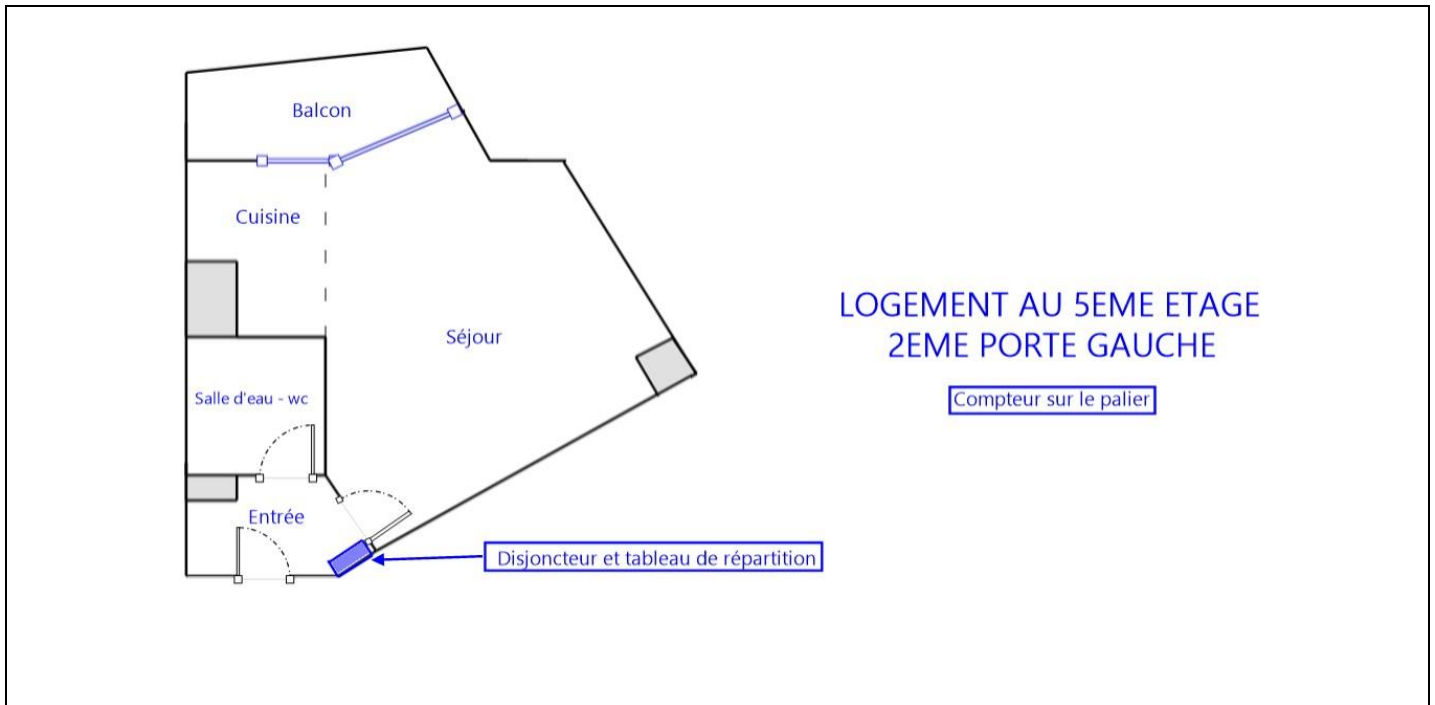 Balcon
Cuisine
Séjour
LOGEMENT AU 5EME ETAGE
2EME PORTE GAUCHE
Compteur sur le palier
Salle d'eau - wc
Entrée
Disjoncteur et tableau de répartition